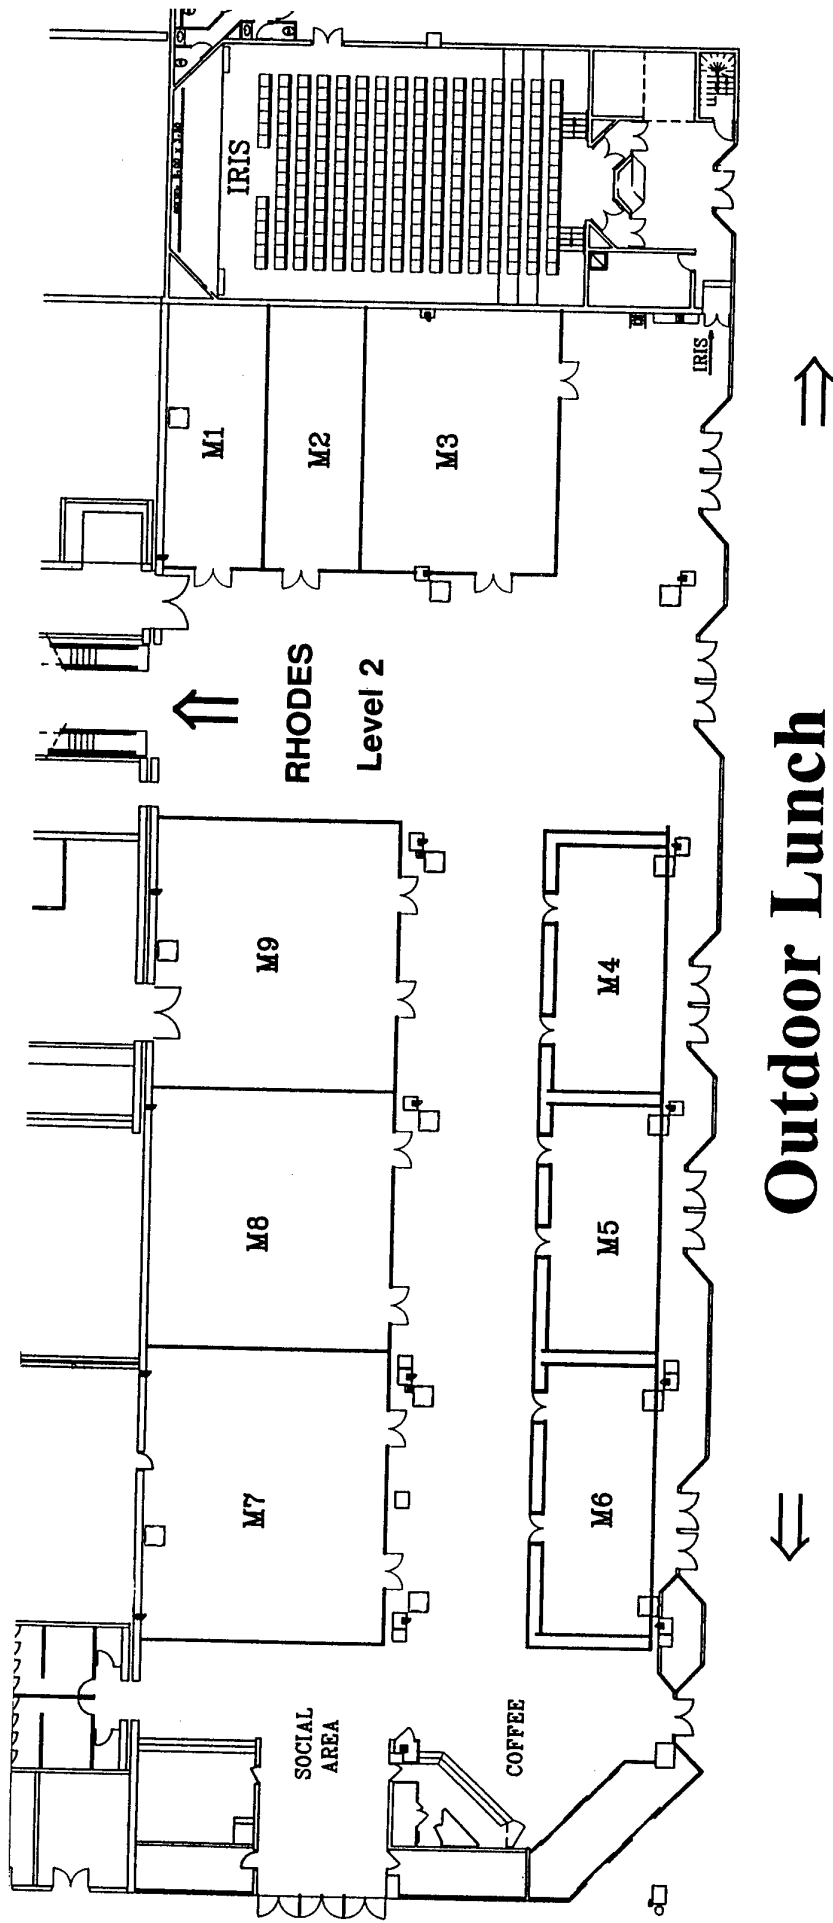 IRIS
IRIS
M1
M2
M3
RHODES
Level 2
M9
M4
M8
M5
M7
M6
SOCIAL
AREA
COFFEE
Outdoor Lunch